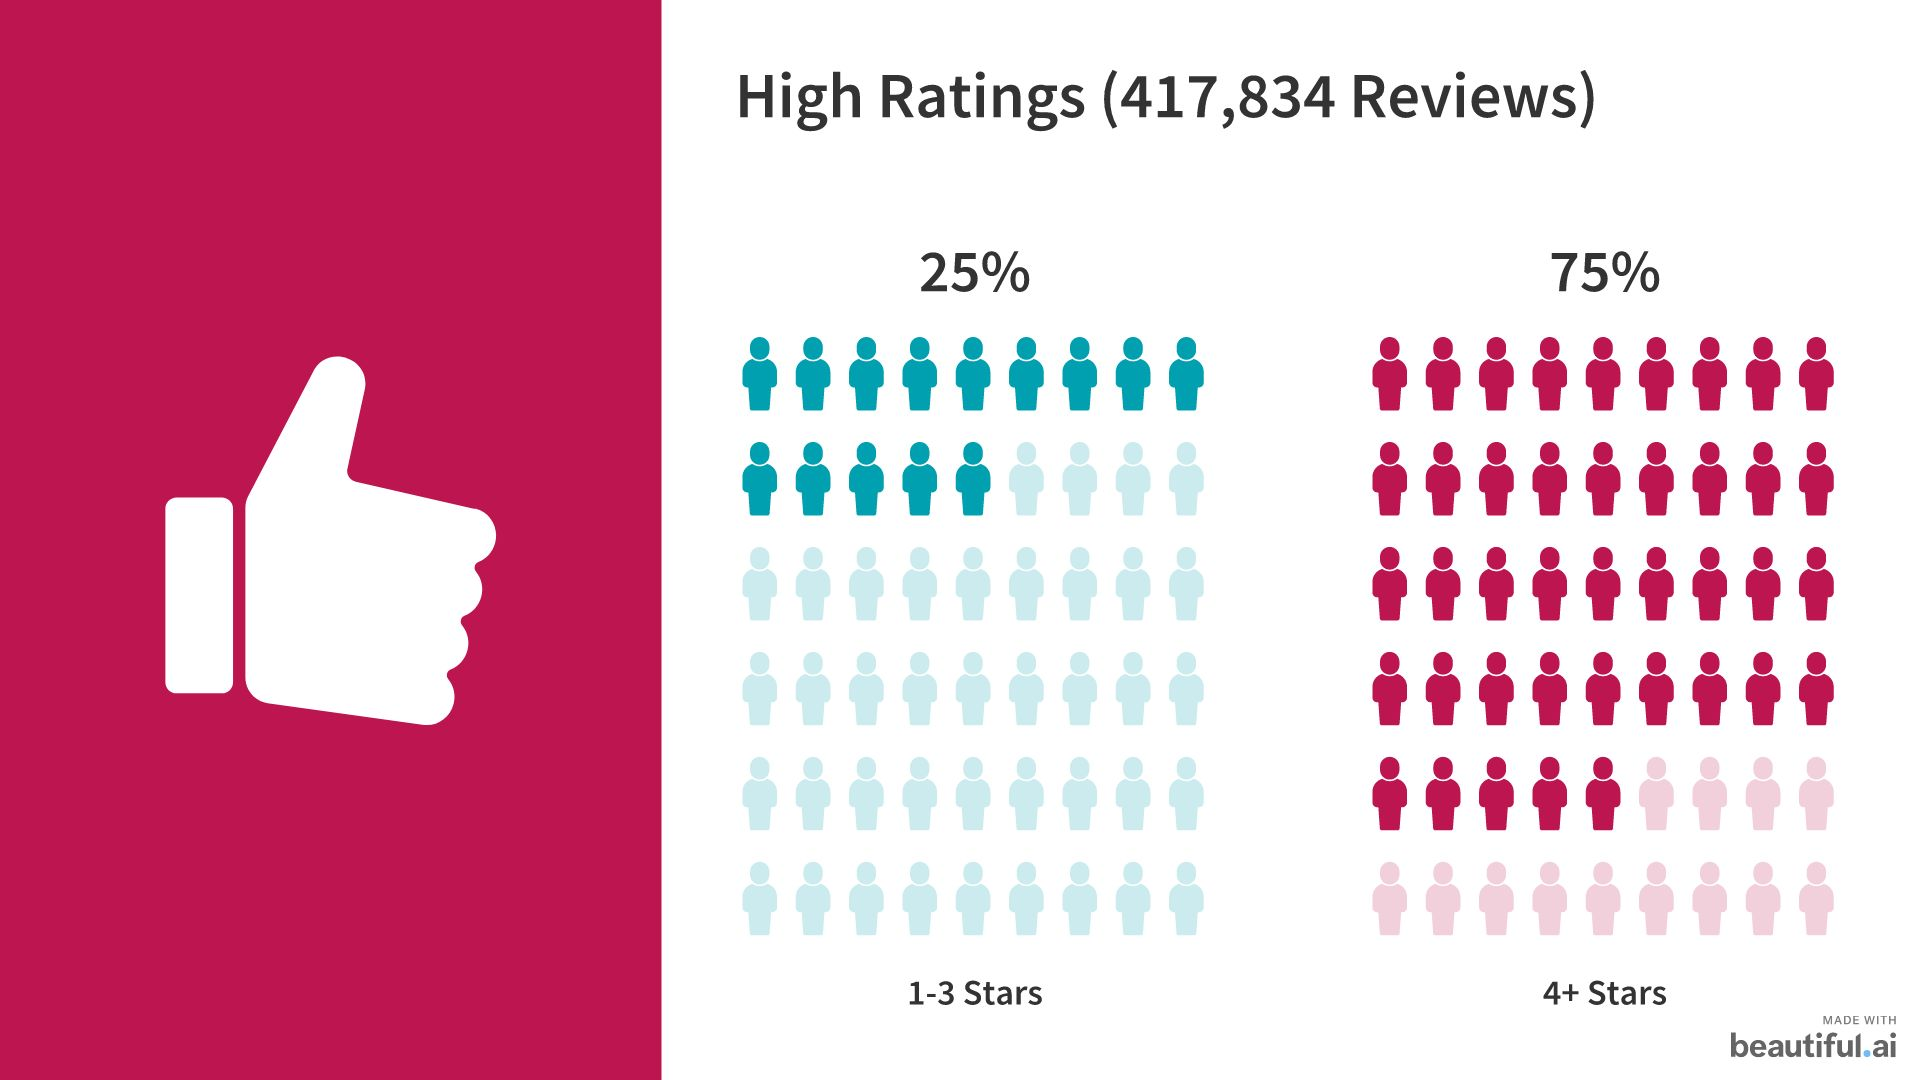 High Ratings (417,834 Reviews)
25%
75%
1-3 Stars
4+ Stars
MADE WITH
beautiful.ai